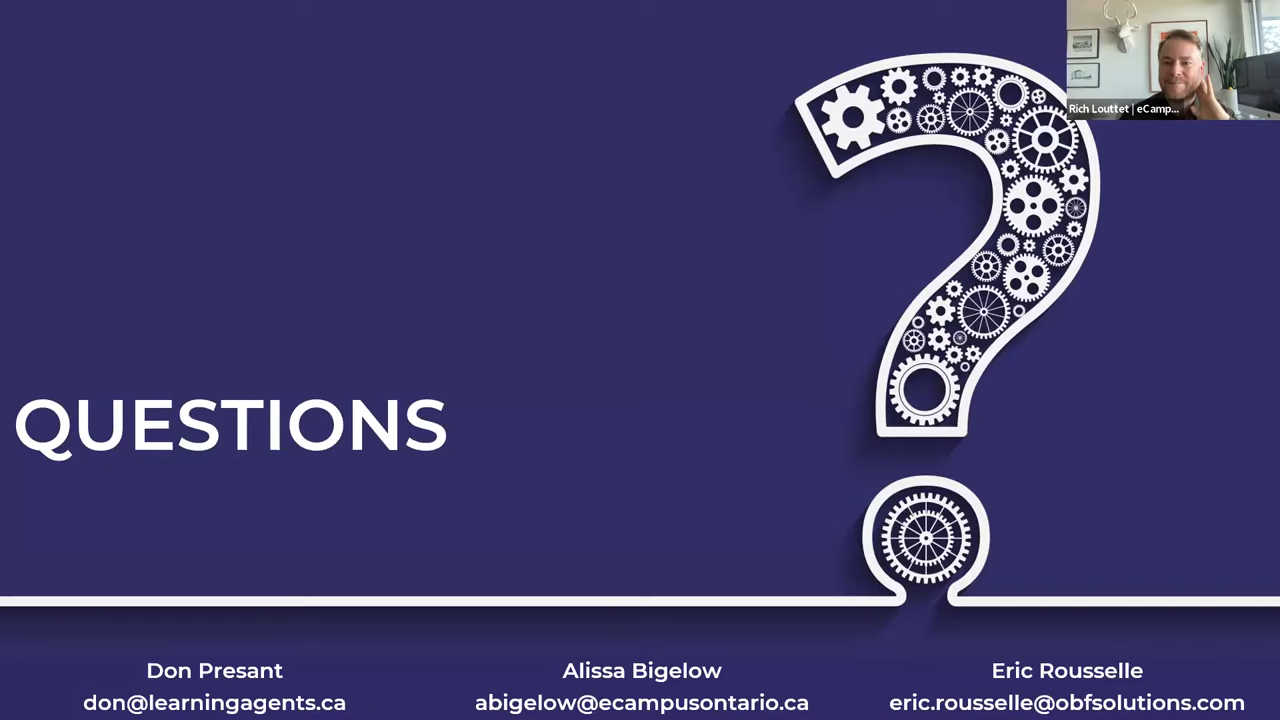 Rich Louttet | eCamp...
QUESTIONS
Don Presant
don@learningagents.ca
Alissa Bigelow
abigelow@ecampusontario.ca
Eric Rousselle
eric.rousselle@obfsolutions.com